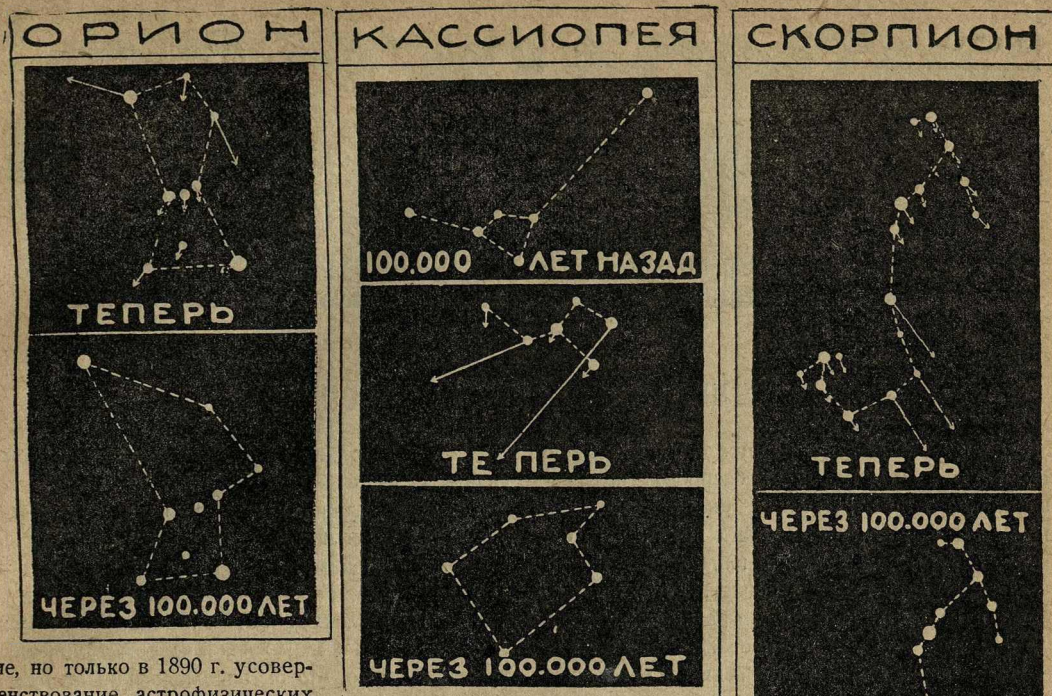 ОРИОН
ТЕПЕРЬ
ЧЕРЕЗ 100.000 ЛЕТ
КАССИОПЕЯ
100.000 ЛЕТ НАЗАД
ТЕ ПЕРЬ
ЧЕРЕЗ 100.000 ЛЕТ
СКОРПИОН
ТЕПЕРЬ
ЧЕРЕЗ 100.000 ЛЕТ
но только в 1890 г. усовер-
астрофизических